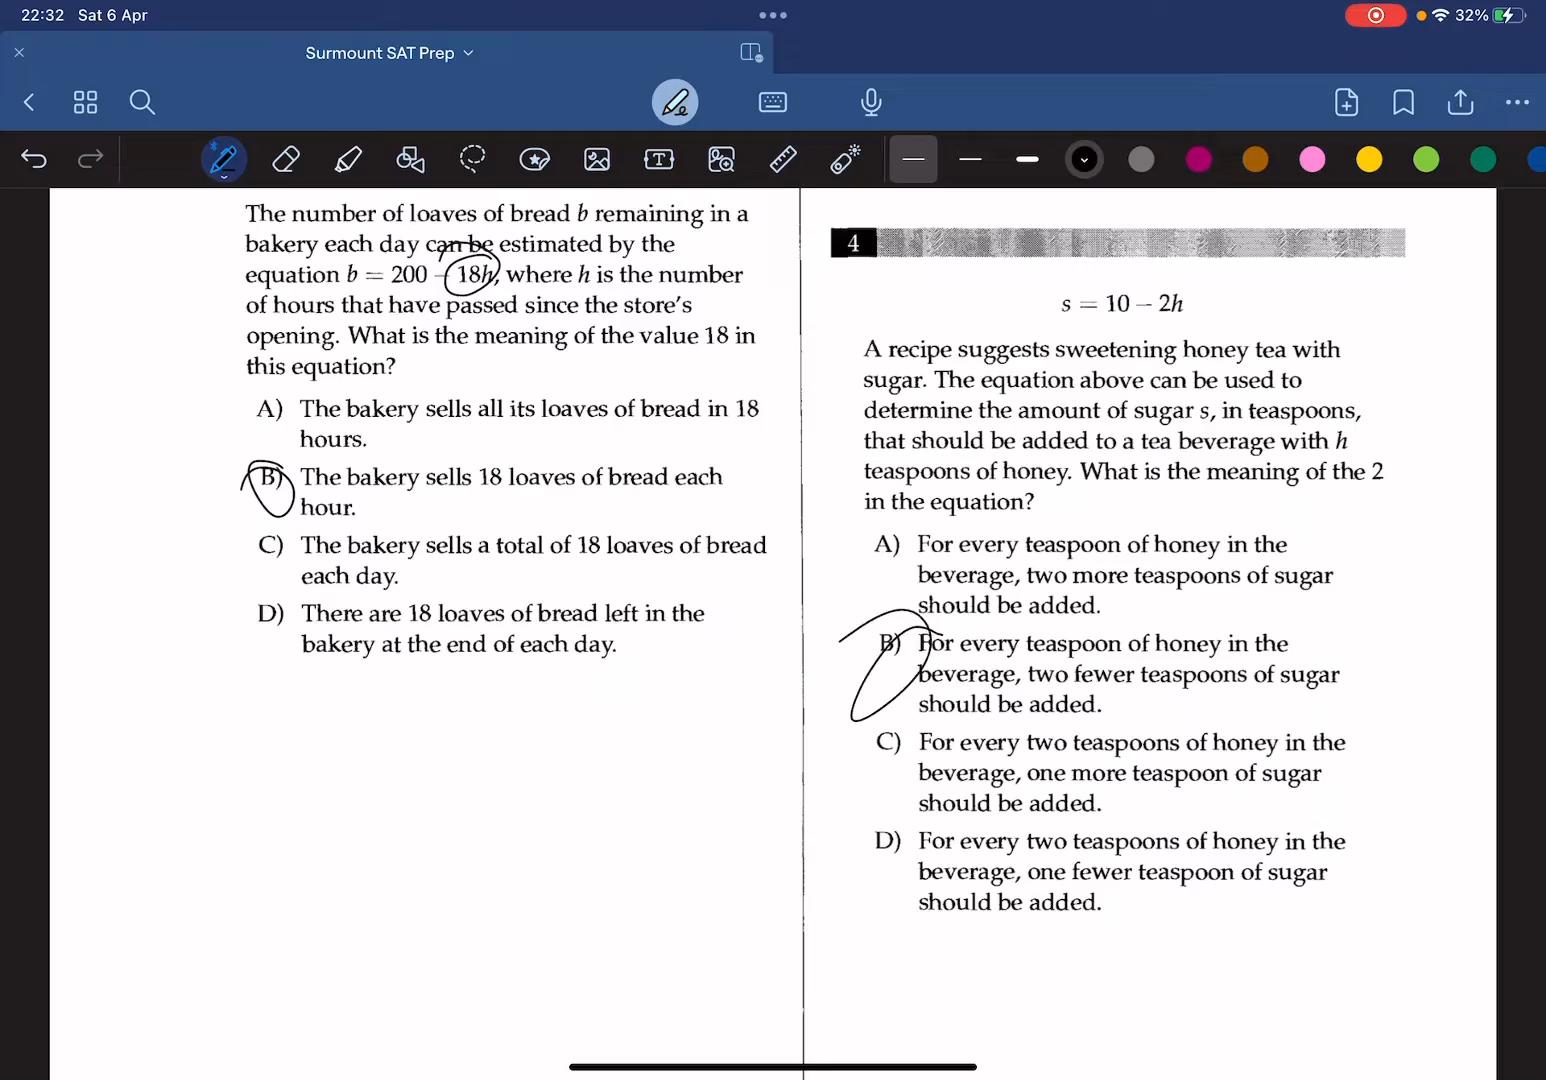 22:32 Sat 6 Apr
32%
Surmount SAT Prep
The number of loaves of bread b remaining in a
bakery each day can be estimated by the
equation b = 200 – 18h, where h is the number
of hours that have passed since the store's
opening. What is the meaning of the value 18 in
this equation?
A) The bakery sells all its loaves of bread in 18
hours.
B) The bakery sells 18 loaves of bread each
hour.
C) The bakery sells a total of 18 loaves of bread
each day.
D) There are 18 loaves of bread left in the
bakery at the end of each day.
4
s = 10 – 2h
A recipe suggests sweetening honey tea with
sugar. The equation above can be used to
determine the amount of sugar s, in teaspoons,
that should be added to a tea beverage with h
teaspoons of honey. What is the meaning of the 2
in the equation?
A) For every teaspoon of honey in the
beverage, two more teaspoons of sugar
should be added.
B) For every teaspoon of honey in the
beverage, two fewer teaspoons of sugar
should be added.
C) For every two teaspoons of honey in the
beverage, one more teaspoon of sugar
should be added.
D) For every two teaspoons of honey in the
beverage, one fewer teaspoon of sugar
should be added.